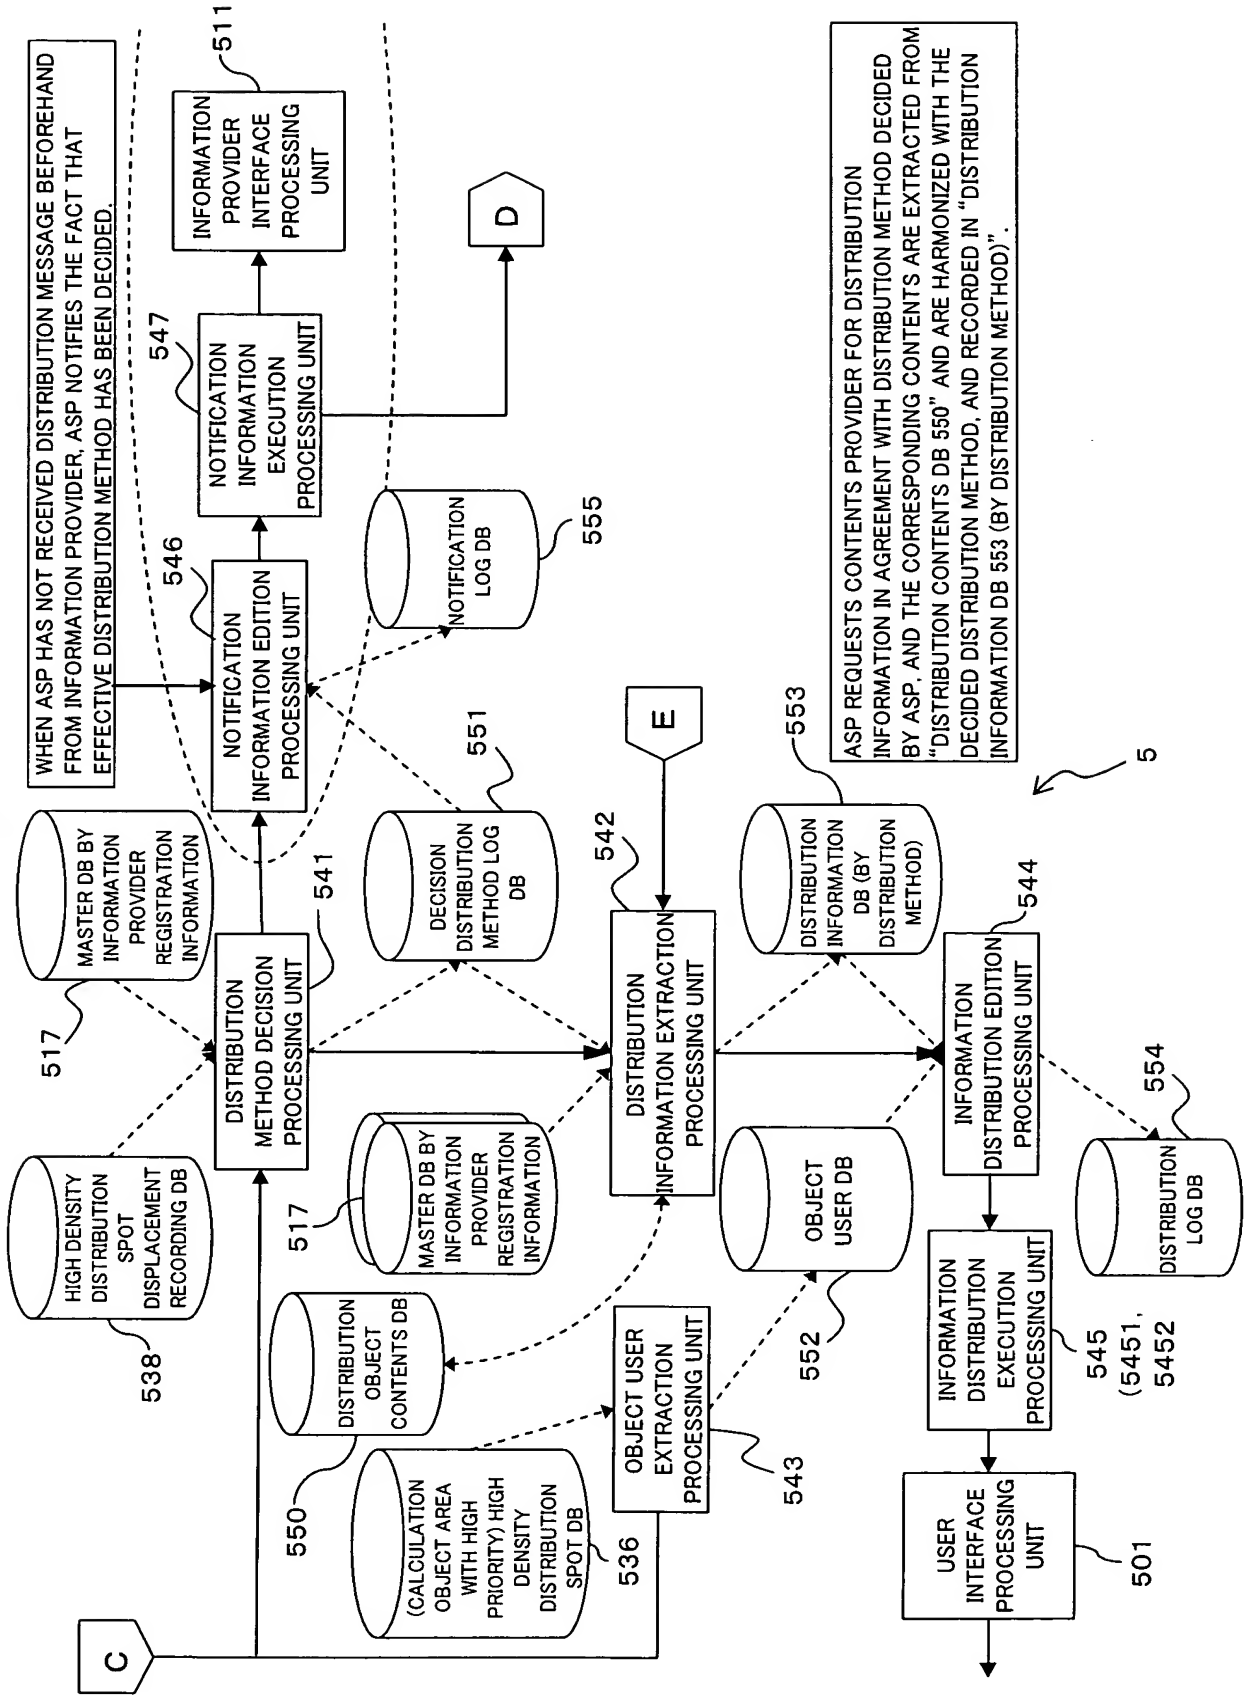 WHEN ASP HAS NOT RECEIVED DISTRIBUTION MESSAGE BEFOREHAND
FROM INFORMATION PROVIDER, ASP NOTIFIES THE FACT THAT
EFFECTIVE DISTRIBUTION METHOD HAS BEEN DECIDED.
C
538
HIGH DENSITY
DISTRIBUTION
SPOT
DISPLACEMENT
RECORDING DB
517
MASTER DB BY
INFORMATION
PROVIDER
REGISTRATION
INFORMATION
DISTRIBUTION
METHOD DECISION
PROCESSING UNIT
541
546
NOTIFICATION
INFORMATION EDITION
PROCESSING UNIT
547
NOTIFICATION
INFORMATION
EXECUTION
PROCESSING UNIT
511
INFORMATION
PROVIDER
INTERFACE
PROCESSING
UNIT
550
DISTRIBUTION
OBJECT
CONTENTS DB
517
MASTER DB BY
INFORMATION
PROVIDER
REGISTRATION
INFORMATION
551
DECISION
DISTRIBUTION
METHOD LOG
DB
555
NOTIFICATION
LOG DB
D
(CALCULATION
OBJECT AREA
WITH HIGH
PRIORITY) HIGH
DENSITY
DISTRIBUTION
SPOT DB
536
OBJECT USER
EXTRACTION
PROCESSING UNIT
543
542
DISTRIBUTION
INFORMATION EXTRACTION
PROCESSING UNIT
E
552
OBJECT
USER DB
553
DISTRIBUTION
INFORMATION
DB (BY
DISTRIBUTION
METHOD)
ASP REQUESTS CONTENTS PROVIDER FOR DISTRIBUTION
INFORMATION IN AGREEMENT WITH DISTRIBUTION METHOD DECIDED
BY ASP, AND THE CORRESPONDING CONTENTS ARE EXTRACTED FROM
“DISTRIBUTION CONTENTS DB 550” AND ARE HARMONIZED WITH THE
DECIDED DISTRIBUTION METHOD, AND RECORDED IN “DISTRIBUTION
INFORMATION DB 553 (BY DISTRIBUTION METHOD)”.
USER
INTERFACE
PROCESSING
UNIT
501
INFORMATION
DISTRIBUTION
EXECUTION
PROCESSING UNIT
545
(5451,
5452
INFORMATION
DISTRIBUTION EDITION
PROCESSING UNIT
544
DISTRIBUTION
LOG DB
554
5